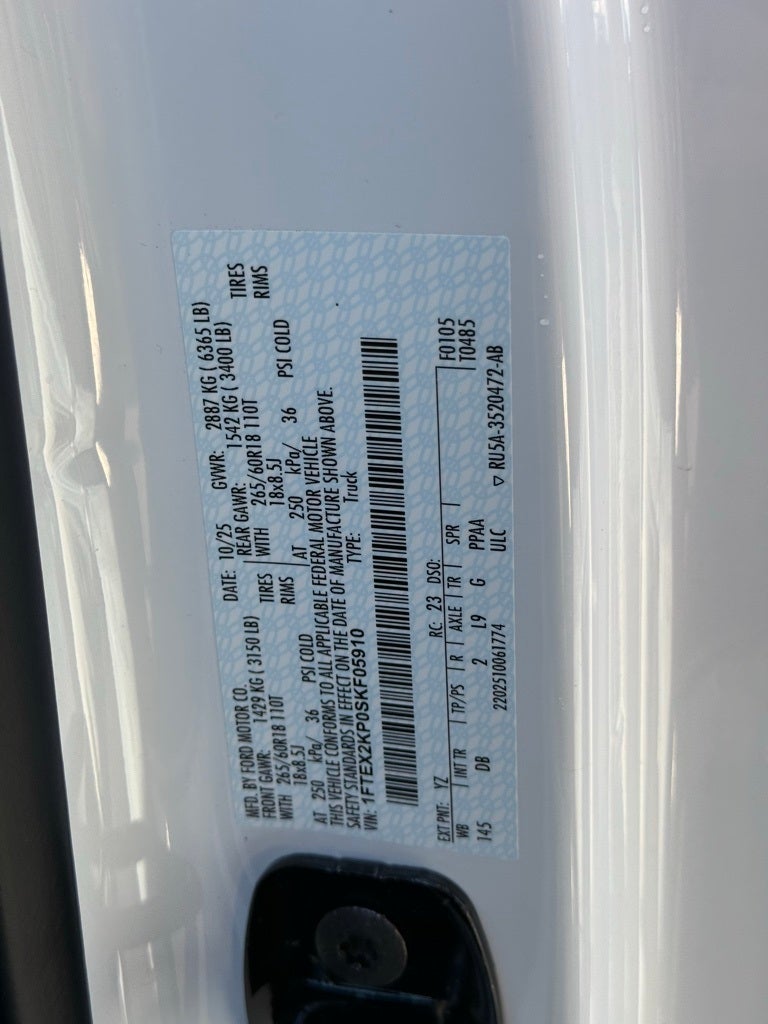 MFD. BY FORD MOTOR CO. DATE: 10/25 GVWR: 2887 KG ( 6365 LB)
FRONT GAWR: 1429 KG ( 3150 LB) REAR GAWR: 1542 KG ( 3400 LB)
WITH 265/60R18 110T TIRES WITH 265/60R18 110T TIRES
18x8.5J RIMS 18x8.5J RIMS
AT 250 kPa/ 36 PSI COLD AT 250 kPa/ 36 PSI COLD
THIS VEHICLE CONFORMS TO ALL APPLICABLE FEDERAL MOTOR VEHICLE
SAFETY STANDARDS IN EFFECT ON THE DATE OF MANUFACTURE SHOWN ABOVE.
VIN: 1FTEX2KP0SKF05910 TYPE: Truck
EXT PNT: YZ RC: 23 DSO: F0105
WB INT TR TP/PS R AXLE TR SPR T0485
145 DB 2 L9 G PPAA
2202510061774 ULC ▽ RU5A-3520472-AB